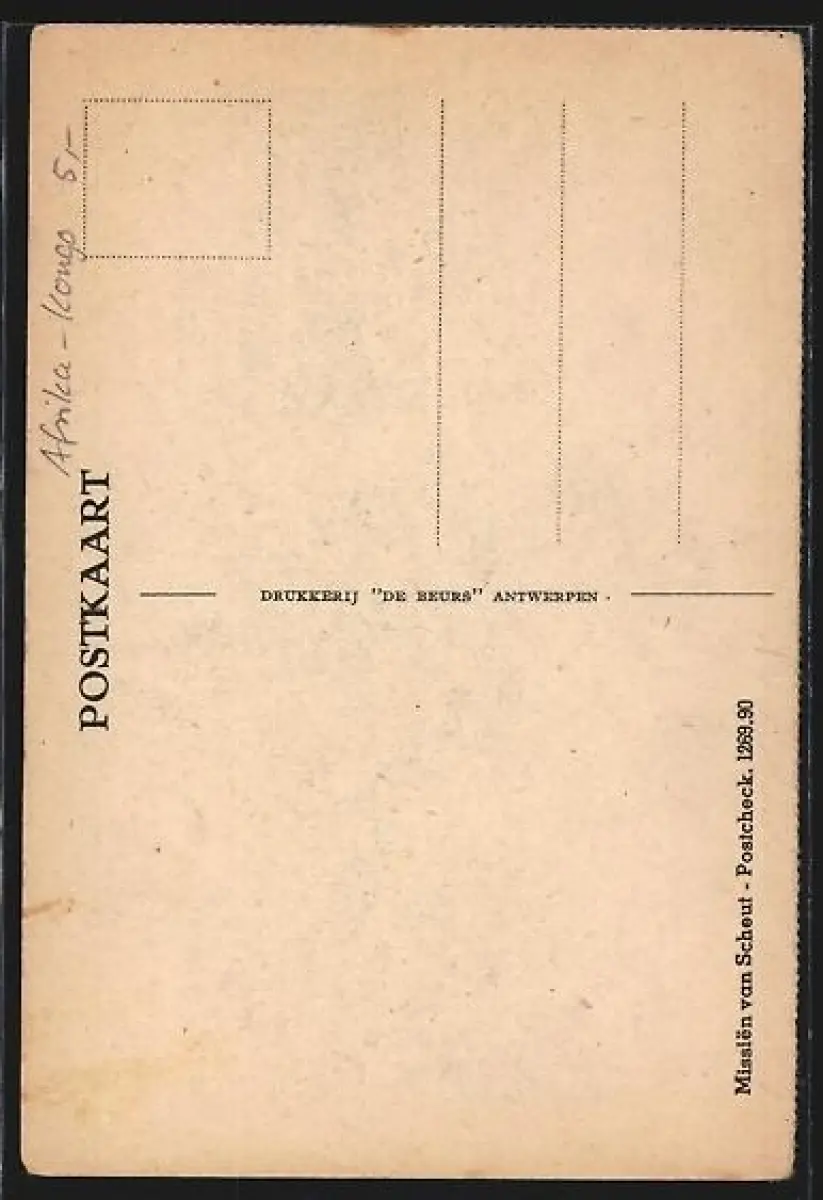 Afrika - Kongo 5,-
POSTKAART
DRUKKERIJ "DE BEURS" ANTWERPEN .
Missiën van Scheut - Postcheck. 1269.90